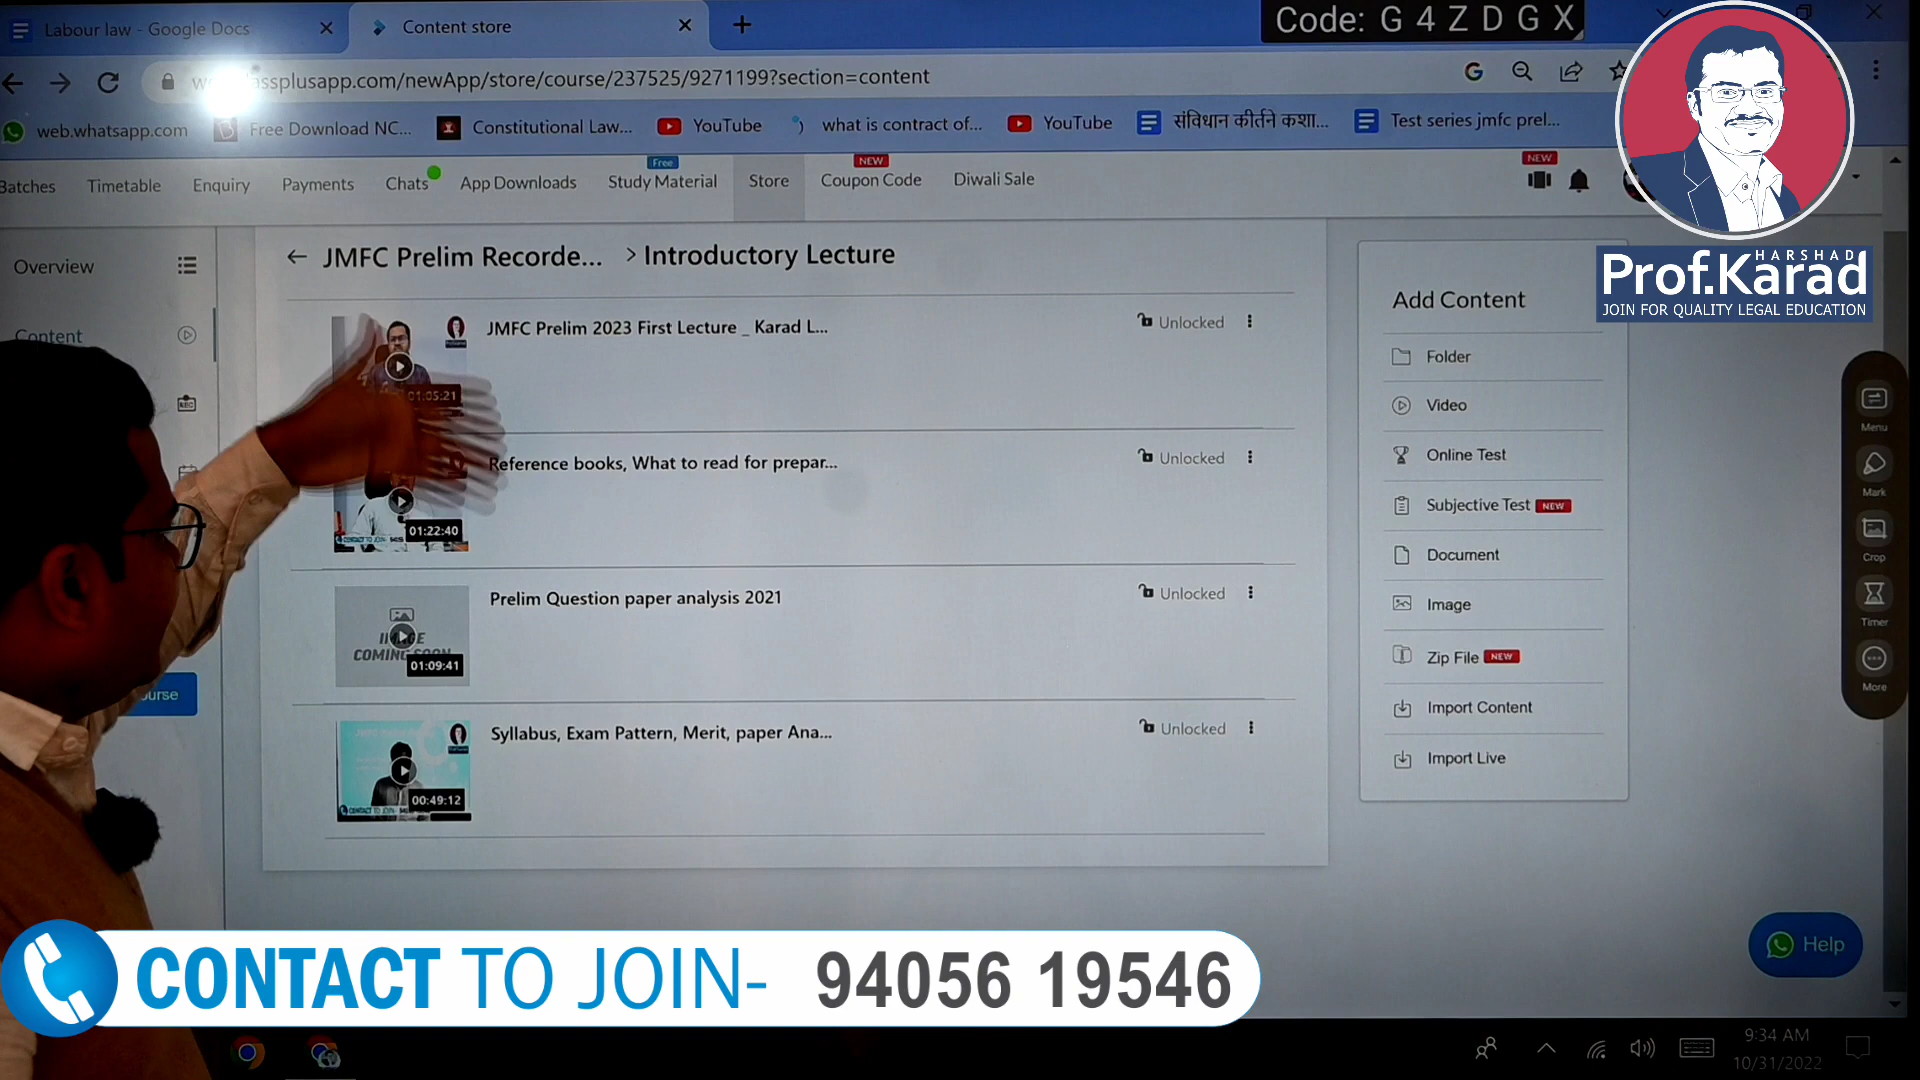 Labour law - Google Docs
Content store
Code: G 4 Z D G X
ssplusapp.com/newApp/store/course/237525/9271199?section=content
web.whatsapp.com
Free Download NC...
Constitutional Law...
YouTube
what is contract of...
YouTube
संविधान कीर्तने कशा...
Test series jmfc prel...
Batches
Timetable
Enquiry
Payments
Chats
App Downloads
Free
Study Material
Store
NEW
Coupon Code
Diwali Sale
NEW
HARSHAD
Prof.Karad
JOIN FOR QUALITY LEGAL EDUCATION
Overview
Content
REC
JMFC Prelim Recorde... > Introductory Lecture
JMFC Prelim 2023 First Lecture _ Karad L...
Unlocked
01:05:21
Reference books, What to read for prepar...
Unlocked
01:22:40
Prelim Question paper analysis 2021
Unlocked
IMAGE
COMING SOON
01:09:41
Syllabus, Exam Pattern, Merit, paper Ana...
Unlocked
00:49:12
CONTACT TO JOIN-
Add Content
Folder
Video
Online Test
Subjective Test NEW
Document
Image
Zip File NEW
Import Content
Import Live
Menu
Mark
Crop
Timer
More
Help
CONTACT TO JOIN- 94056 19546
9:34 AM
10/31/2022